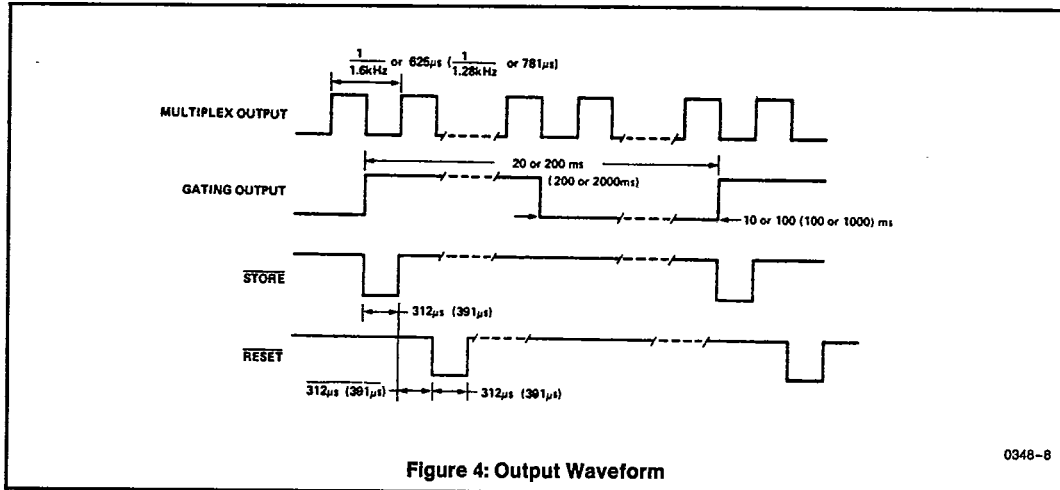 1/1.6kHz or 625µs (1/1.28kHz or 781µs)
MULTIPLEX OUTPUT
20 or 200 ms
(200 or 2000ms)
GATING OUTPUT
10 or 100 (100 or 1000) ms
STORE
312µs (391µs)
RESET
312µs (391µs) 312µs (391µs)
0348-8
Figure 4: Output Waveform